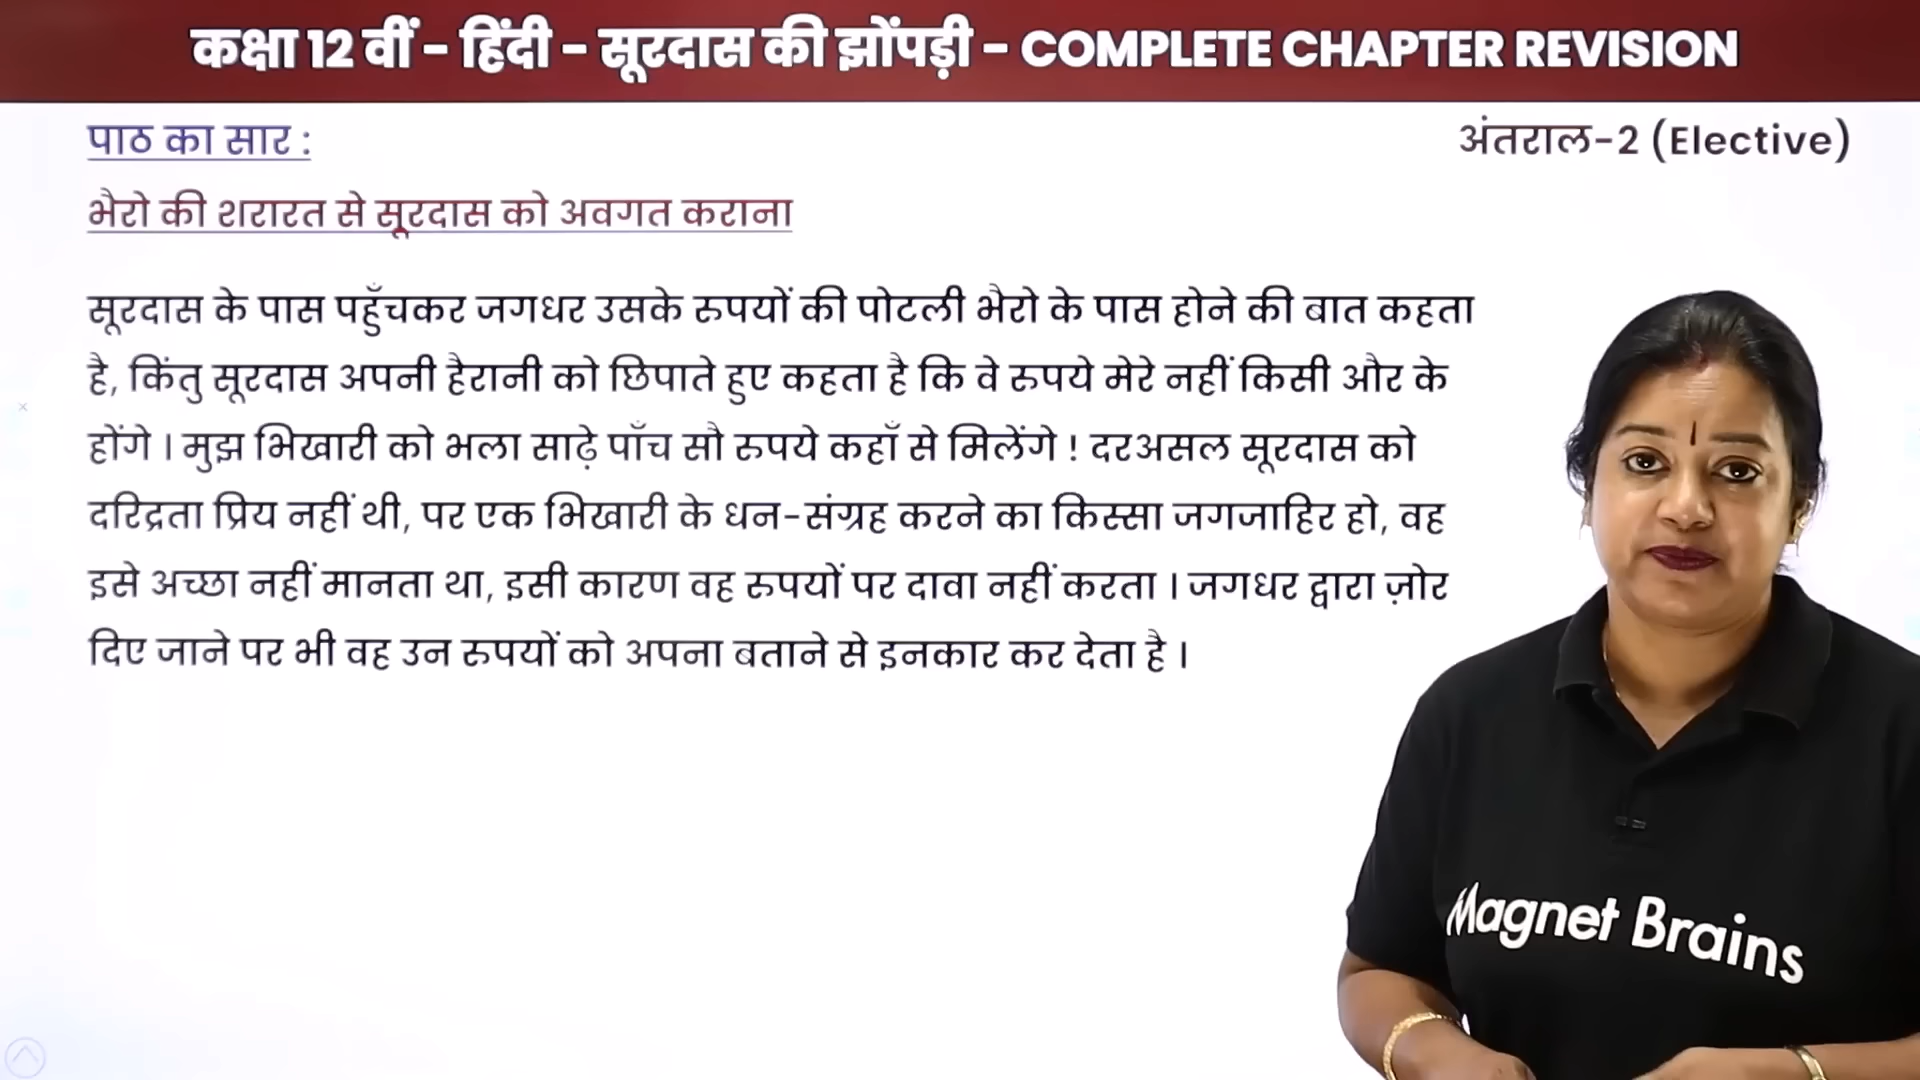 कक्षा 12 वीं - हिंदी - सूरदास की झोंपड़ी - COMPLETE CHAPTER REVISION
पाठ का सार :
अंतराल-2 (Elective)
भैरो की शरारत से सूरदास को अवगत कराना
सूरदास के पास पहुँचकर जगधर उसके रुपयों की पोटली भैरो के पास होने की बात कहता
है, किंतु सूरदास अपनी हैरानी को छिपाते हुए कहता है कि वे रुपये मेरे नहीं किसी और के
होंगे । मुझ भिखारी को भला साढ़े पाँच सौ रुपये कहाँ से मिलेंगे ! दरअसल सूरदास को
दरिद्रता प्रिय नहीं थी, पर एक भिखारी के धन-संग्रह करने का किस्सा जगजाहिर हो, वह
इसे अच्छा नहीं मानता था, इसी कारण वह रुपयों पर दावा नहीं करता । जगधर द्वारा ज़ोर
दिए जाने पर भी वह उन रुपयों को अपना बताने से इनकार कर देता है ।
Magnet Brains